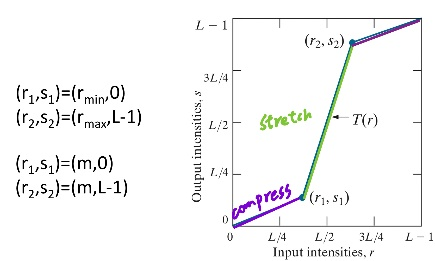 (r1,s1)=(rmin,0)
(r2,s2)=(rmax,L-1)
(r1,s1)=(m,0)
(r2,s2)=(m,L-1)
L − 1
3L/4
L/2
L/4
0
Output intensities, s
(r2, s2)
stretch
T(r)
compress
(r1, s1)
0 L/4 L/2 3L/4 L − 1
Input intensities, r